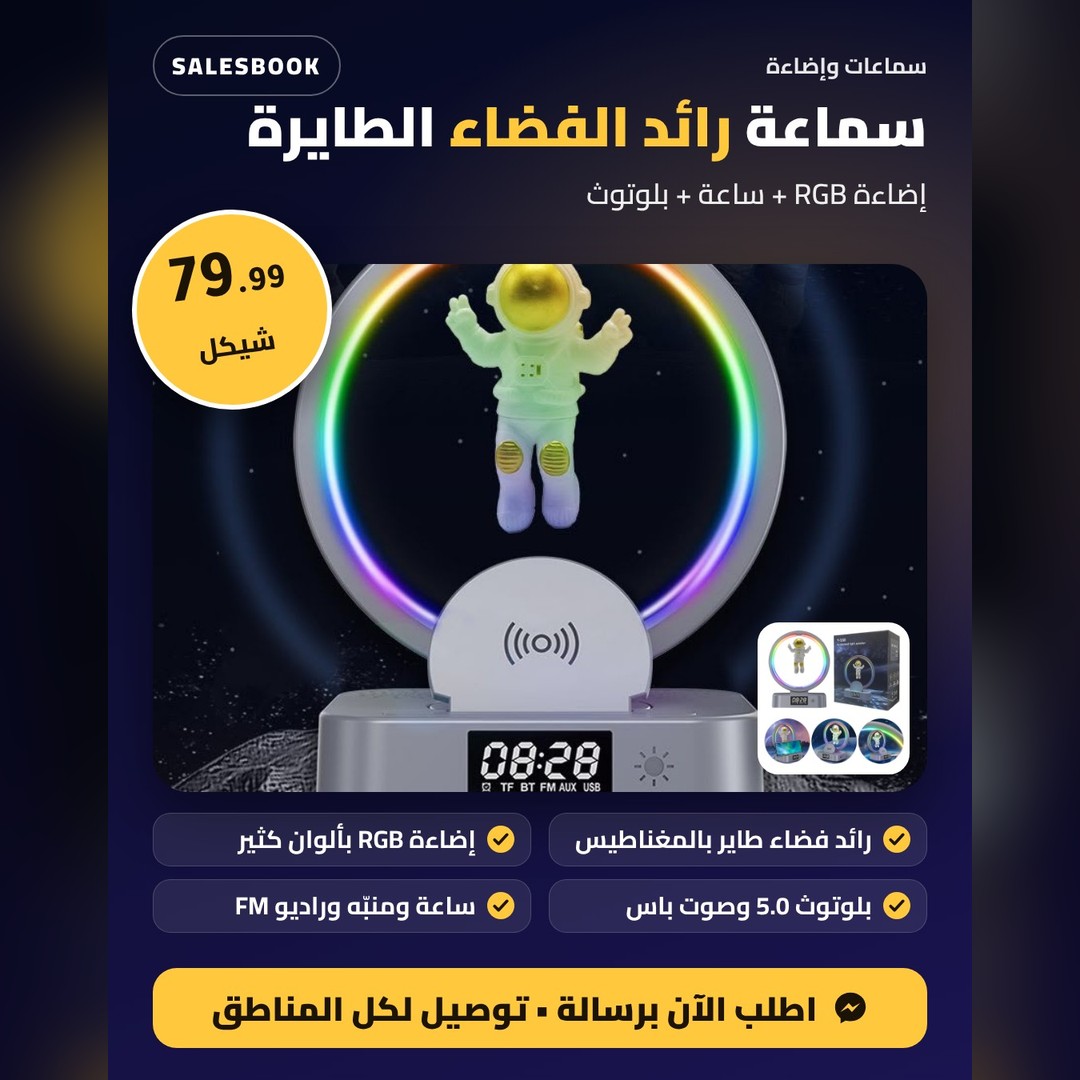 SALESBOOK
سماعات وإضاءة
سماعة رائد الفضاء الطايرة
إضاءة RGB + ساعة + بلوتوث
79.99
شيكل
08:28
TF BT FM AUX USB
رائد فضاء طاير بالمغناطيس
إضاءة RGB بألوان كثير
بلوتوث 5.0 وصوت باس
ساعة ومنبّه وراديو FM
اطلب الآن برسالة • توصيل لكل المناطق